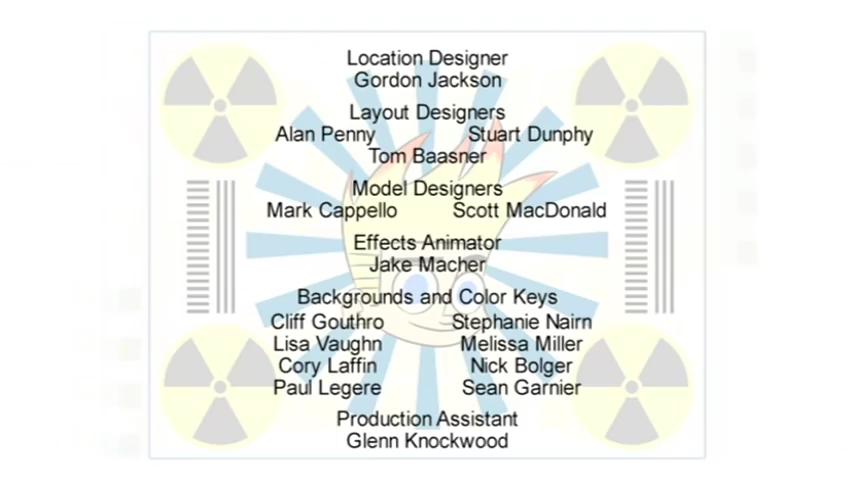 Location Designer
Gordon Jackson
Layout Designers
Alan Penny Stuart Dunphy
Tom Baasner
Model Designers
Mark Cappello Scott MacDonald
Effects Animator
Jake Macher
Backgrounds and Color Keys
Cliff Gouthro Stephanie Nairn
Lisa Vaughn Melissa Miller
Cory Laffin Nick Bolger
Paul Legere Sean Garnier
Production Assistant
Glenn Knockwood